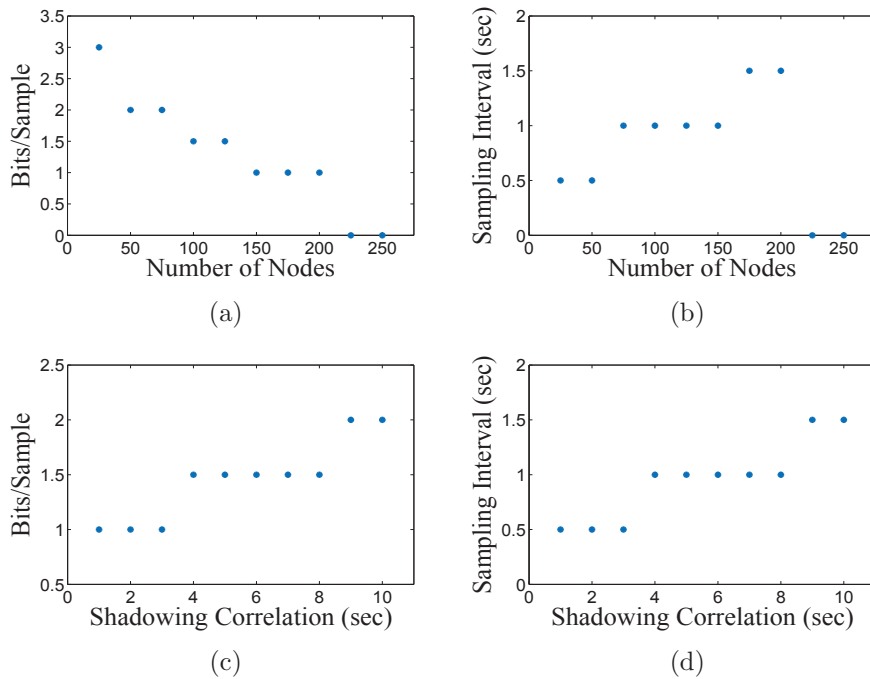 3.5
3
2.5
2
1.5
1
0.5
0
0 50 100 150 200 250
Bits/Sample
Number of Nodes
(a)
2
1.5
1
0.5
0
0 50 100 150 200 250
Sampling Interval (sec)
Number of Nodes
(b)
2.5
2
1.5
1
0.5
0 2 4 6 8 10
Bits/Sample
Shadowing Correlation (sec)
(c)
2
1.5
1
0.5
0
0 2 4 6 8 10
Sampling Interval (sec)
Shadowing Correlation (sec)
(d)